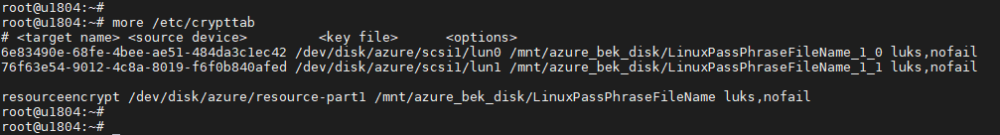 root@u1804:~#
root@u1804:~# more /etc/crypttab
# <target name> <source device>         <key file>      <options>
6e83490e-68fe-4bee-ae51-484da3c1ec42 /dev/disk/azure/scsi1/lun0 /mnt/azure_bek_disk/LinuxPassPhraseFileName_1_0 luks,nofail
76f63e54-9012-4c8a-8019-f6f0b840afed /dev/disk/azure/scsi1/lun1 /mnt/azure_bek_disk/LinuxPassPhraseFileName_1_1 luks,nofail
resourceencrypt /dev/disk/azure/resource-part1 /mnt/azure_bek_disk/LinuxPassPhraseFileName luks,nofail
root@u1804:~#
root@u1804:~#